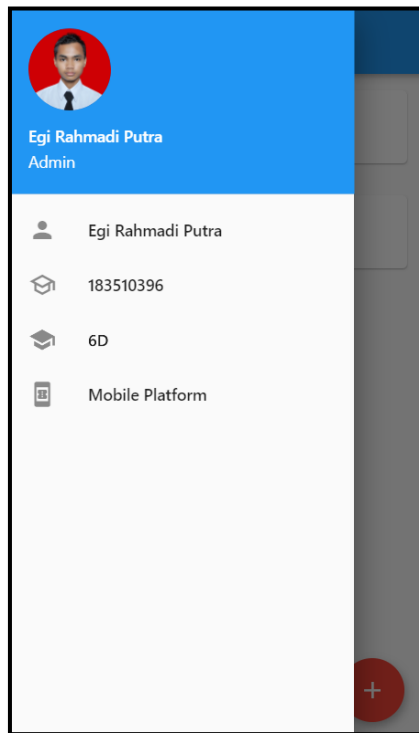 Egi Rahmadi Putra
Admin
Egi Rahmadi Putra
183510396
6D
Mobile Platform